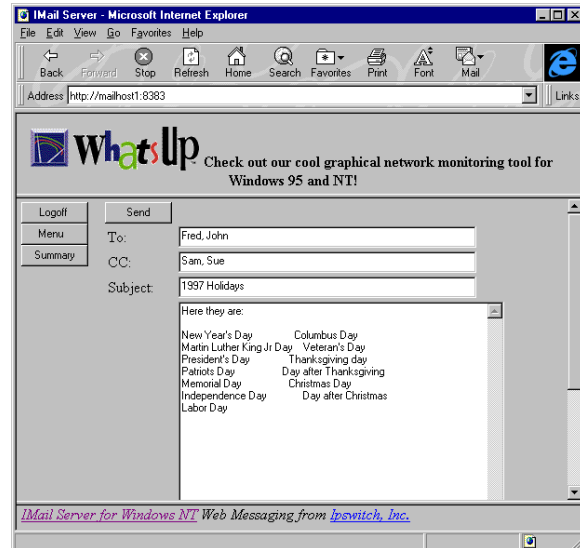 IMail Server - Microsoft Internet Explorer
File Edit View Go Favorites Help
Back Forward Stop Refresh Home Search Favorites Print Font Mail
Address http://mailhost1:8383 Links
WhatsUp Check out our cool graphical network monitoring tool for
Windows 95 and NT!
Logoff Send
Menu To: Fred, John
Summary CC: Sam, Sue
Subject: 1997 Holidays
Here they are:
New Year's Day Columbus Day
Martin Luther King Jr Day Veteran's Day
President's Day Thanksgiving day
Patriots Day Day after Thanksgiving
Memorial Day Christmas Day
Independence Day Day after Christmas
Labor Day
IMail Server for Windows NT Web Messaging from Ipswitch, Inc.